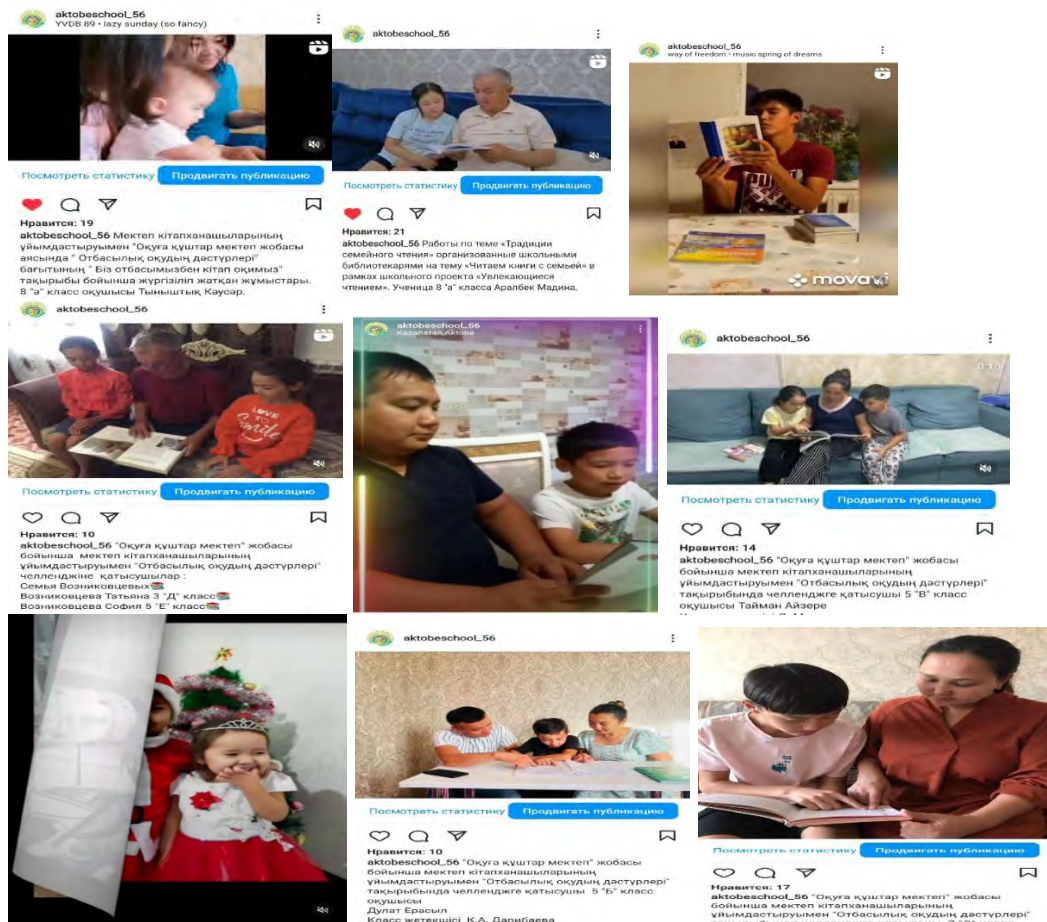 aktobeschool_56
YVDB 89 • lazy sunday (so fancy)
Посмотреть статистику
Продвигать публикацию
Нравится: 19
aktobeschool_56 Мектеп кітапханашыларының
ұйымдастыруымен "Оқуға құштар мектеп жобасы
аясында " Отбасылық оқудың дәстүрлері"
бағытының " Біз отбасымызбен кітап оқимыз"
тақырыбы бойынша жүргізіліп жатқан жұмыстары.
8 "ә" класс оқушысы Тыныштық Кәусәр.
aktobeschool_56
Посмотреть статистику
Продвигать публикацию
Нравится: 21
aktobeschool_56 Работы по теме «Традиции
семейного чтения» организованные школьными
библиотекарями на тему «Читаем книги с семьей» в
рамках школьного проекта «Увлекающиеся
чтением». Ученица 8 "а" класса Аралбек Мадина,
aktobeschool_56
way of freedom • music spring of dreams
movavi
aktobeschool_56
LOVE
Smile
Посмотреть статистику
Продвигать публикацию
Нравится: 10
aktobeschool_56 "Оқуға құштар мектеп" жобасы
бойынша мектеп кітапханашыларының
ұйымдастыруымен "Отбасылық оқудың дәстүрлері"
челленджіне қатысушылар :
Семья Возниковцевых
Возниковцева Татьяна 3 "Д" класс
Возниковцева София 5 "Е" класс
aktobeschool_56
Kazahstan,Aktobe
aktobeschool_56
Посмотреть статистику
Продвигать публикацию
Нравится: 14
aktobeschool_56 "Оқуға құштар мектеп" жобасы
бойынша мектеп кітапханашыларының
ұйымдастыруымен "Отбасылық оқудың дәстүрлері"
тақырыбында челленджге қатысушы 5 "В" класс
оқушысы Тайман Айзере
aktobeschool_56
Посмотреть статистику
Продвигать публикацию
Нравится: 10
aktobeschool_56 "Оқуға құштар мектеп" жобасы
бойынша мектеп кітапханашыларының
ұйымдастыруымен "Отбасылық оқудың дәстүрлері"
тақырыбында челленджге қатысушы 5 "Б" класс
оқушысы
Дулат Ерасыл
Класс жетекшісі К.А. Дарибаева
Посмотреть статистику
Продвигать публикацию
Нравится: 17
aktobeschool_56 "Оқуға құштар мектеп" жобасы
бойынша мектеп кітапханашыларының
ұйымдастыруымен "Отбасылық оқудың дәстүрлері"